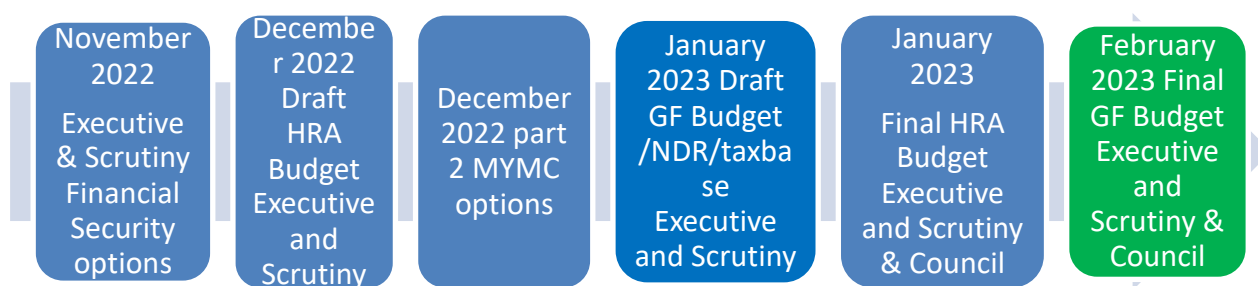 November
2022
Executive
& Scrutiny
Financial
Security
options
Decembe
r 2022
Draft
HRA
Budget
Executive
and
Scrutiny
December
2022 part
2 MYMC
options
January
2023 Draft
GF Budget
/NDR/taxba
se
Executive
and Scrutiny
January
2023
Final HRA
Budget
Executive
and Scrutiny
& Council
February
2023 Final
GF Budget
Executive
and
Scrutiny &
Council